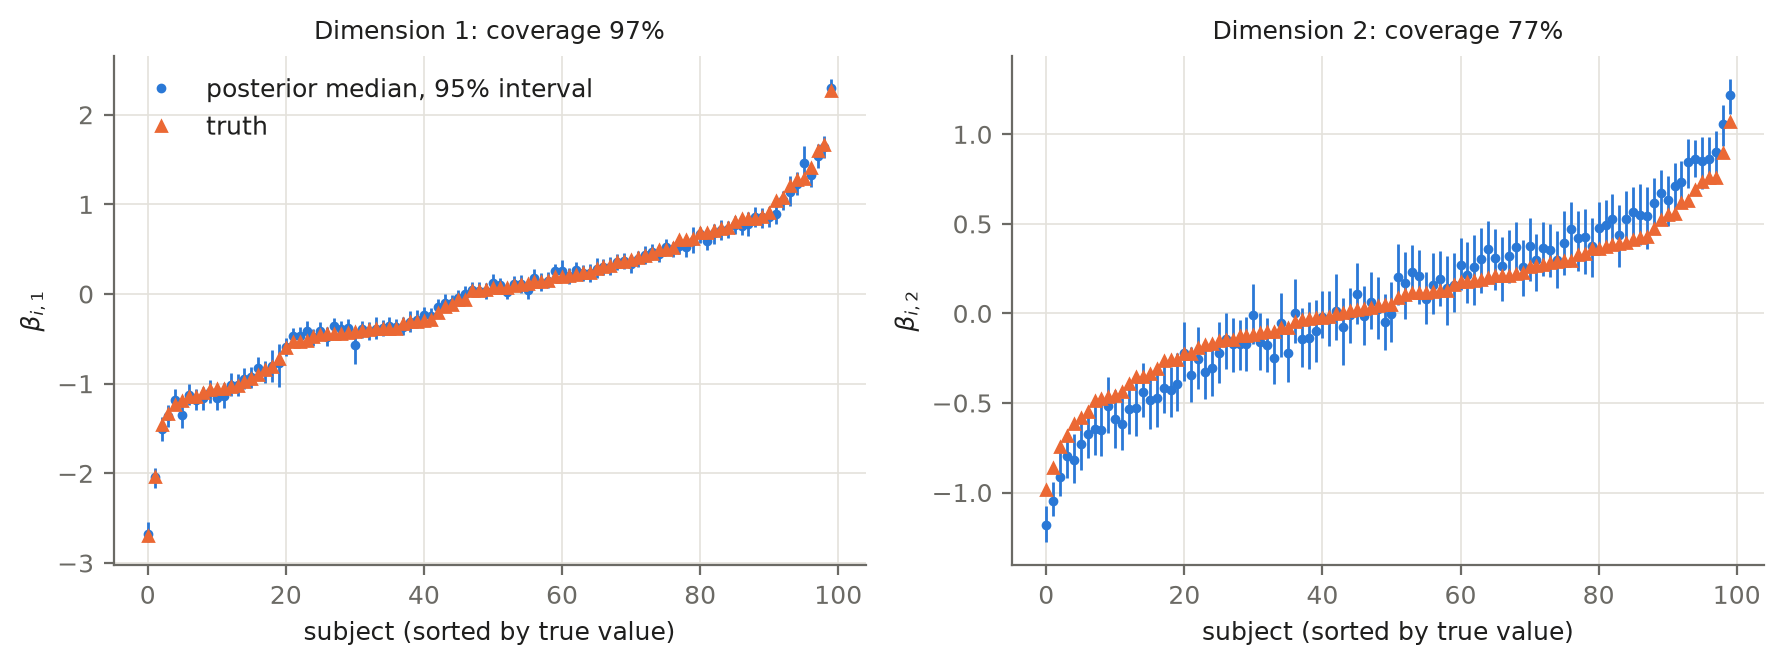 Dimension 1: coverage 97%
posterior median, 95% interval
truth
2
1
0
−1
−2
−3
β_{i, 1}
0 20 40 60 80 100
subject (sorted by true value)
Dimension 2: coverage 77%
1.0
0.5
0.0
−0.5
−1.0
β_{i, 2}
0 20 40 60 80 100
subject (sorted by true value)